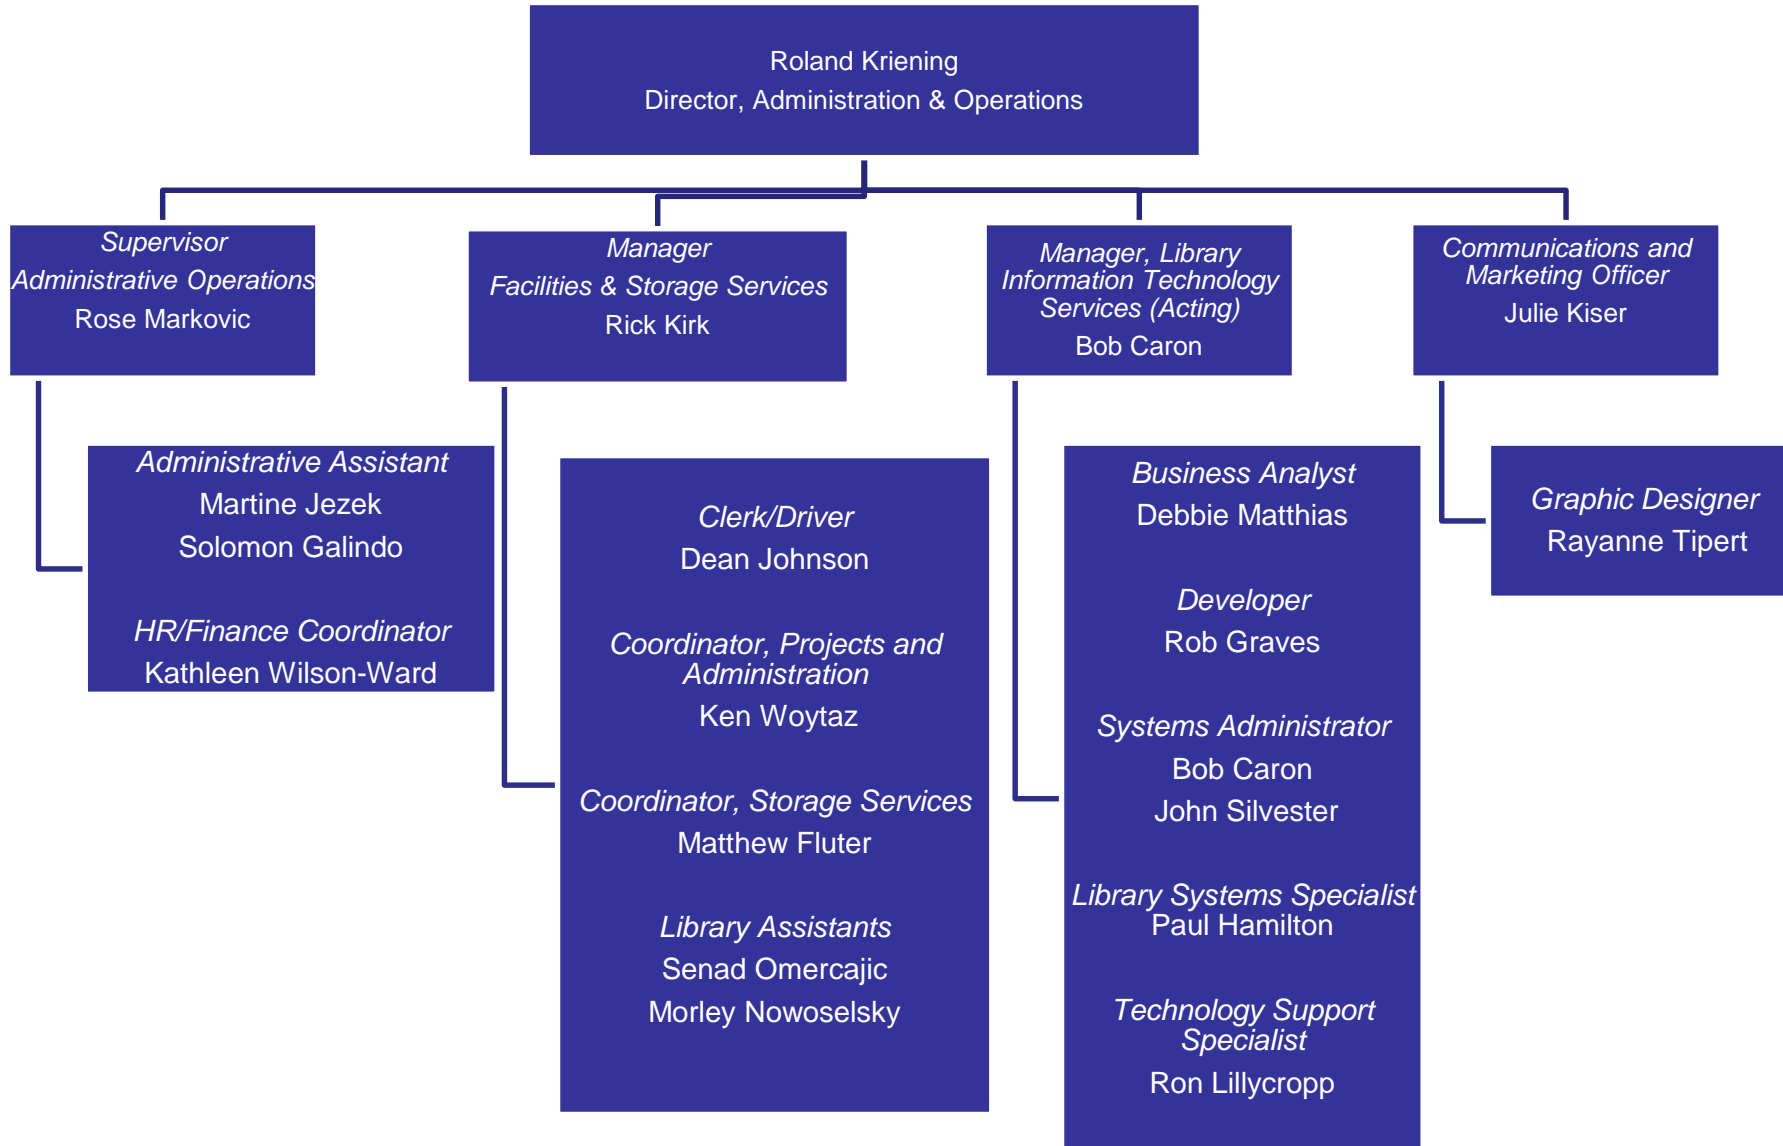 Roland Kriening
Director, Administration & Operations
Supervisor
Administrative Operations
Rose Markovic
Manager
Facilities & Storage Services
Rick Kirk
Manager, Library
Information Technology
Services (Acting)
Bob Caron
Communications and
Marketing Officer
Julie Kiser
Administrative Assistant
Martine Jezek
Solomon Galindo
HR/Finance Coordinator
Kathleen Wilson-Ward
Clerk/Driver
Dean Johnson
Coordinator, Projects and
Administration
Ken Woytaz
Coordinator, Storage Services
Matthew Fluter
Library Assistants
Senad Omercajic
Morley Nowoselsky
Business Analyst
Debbie Matthias
Developer
Rob Graves
Systems Administrator
Bob Caron
John Silvester
Library Systems Specialist
Paul Hamilton
Technology Support
Specialist
Ron Lillycropp
Graphic Designer
Rayanne Tipert